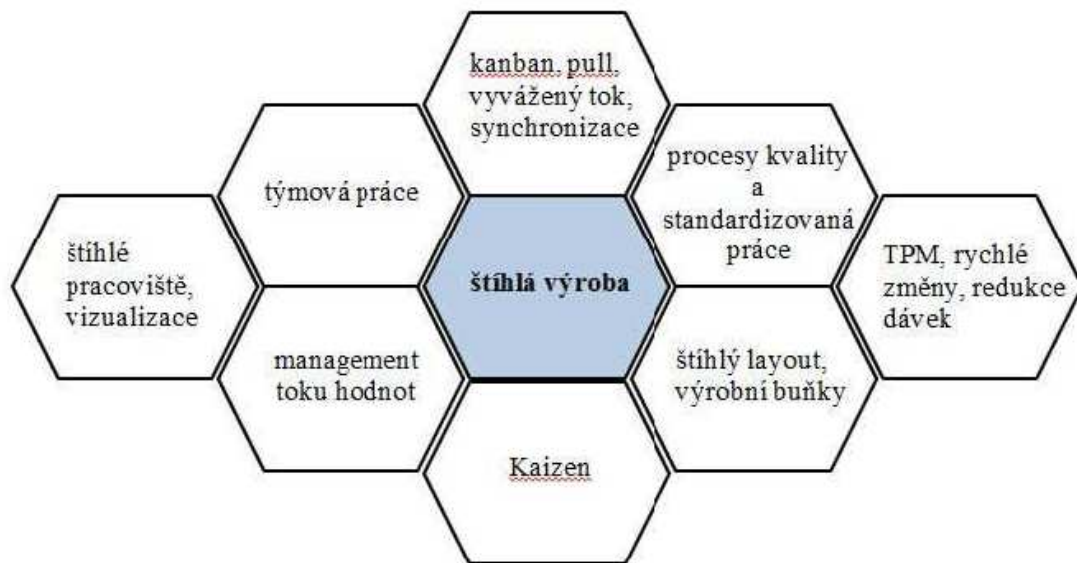 kanban, pull,
vyvážený tok,
synchronizace
týmová práce
procesy kvality
a
standardizovaná
práce
štíhlé
pracoviště,
vizualizace
štíhlá výroba
TPM, rychlé
změny, redukce
dávek
management
toku hodnot
štíhlý layout,
výrobní buňky
Kaizen